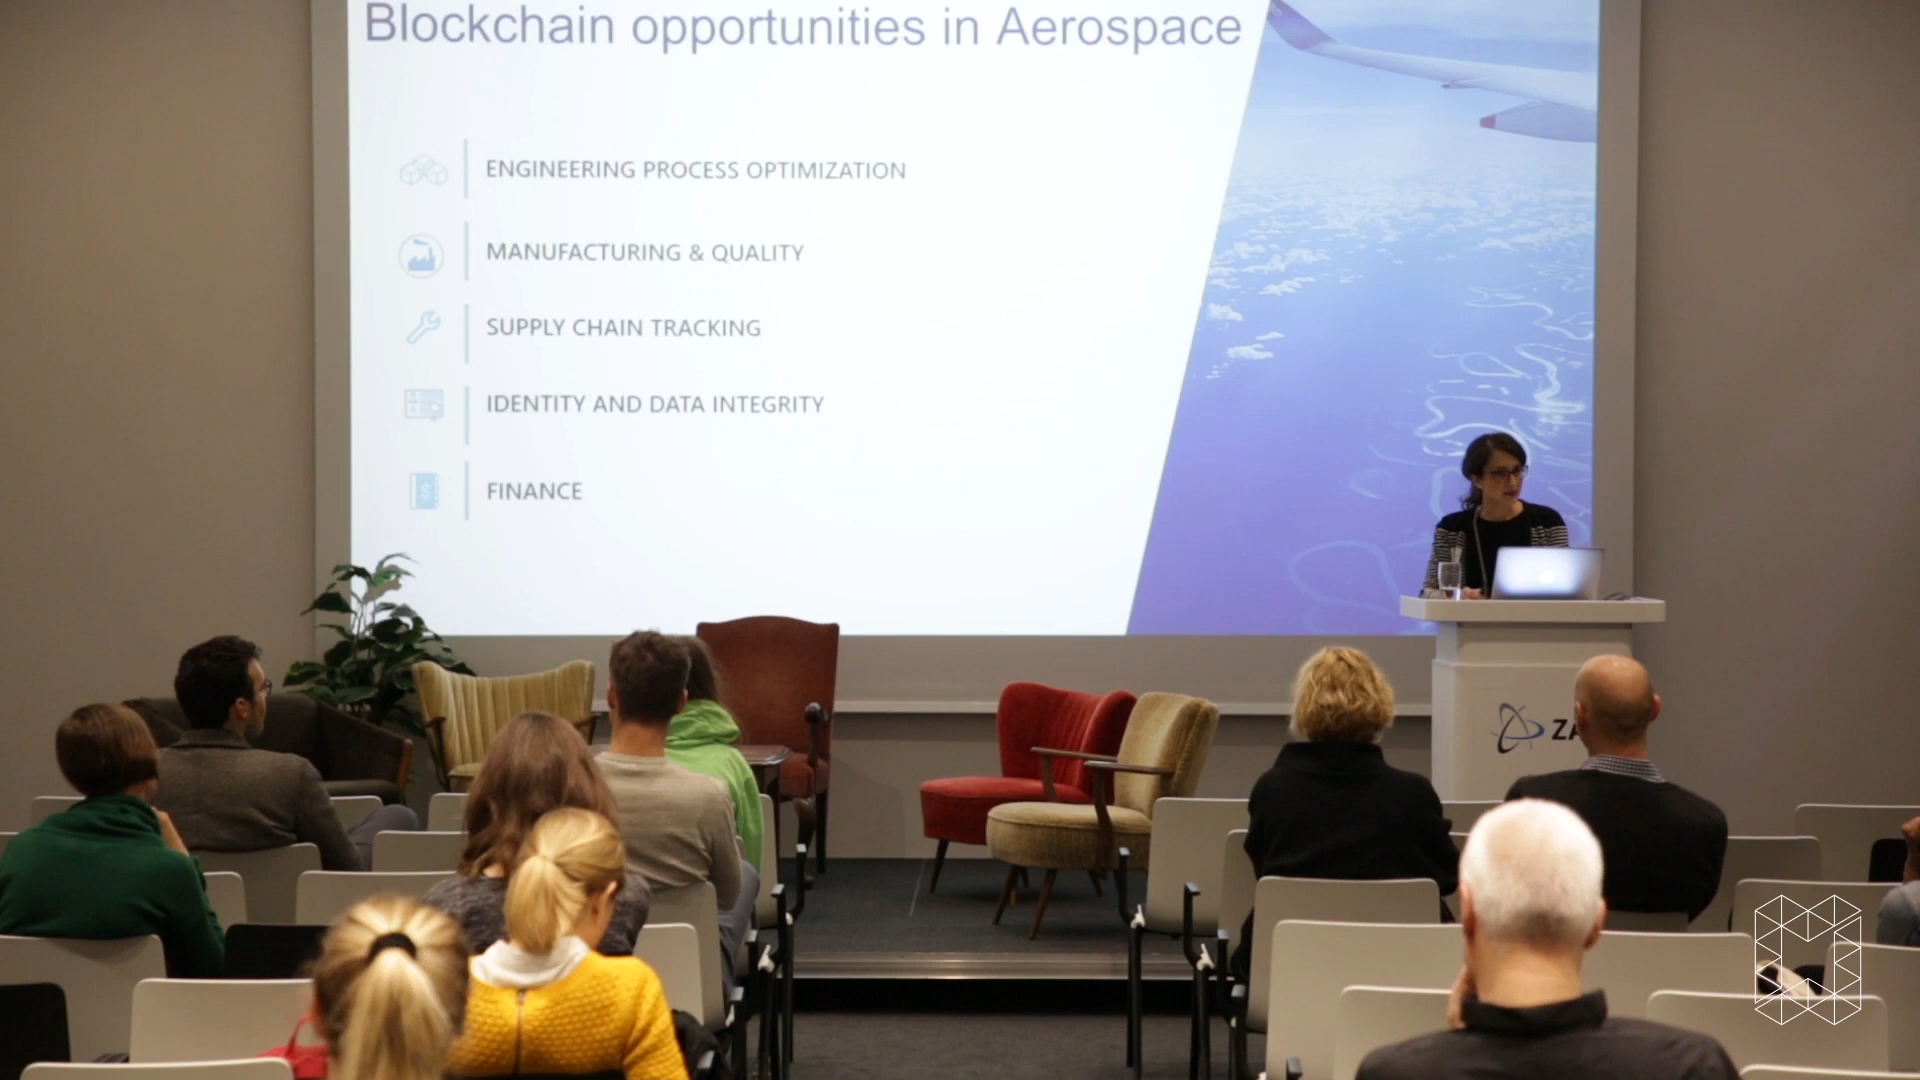 Blockchain opportunities in Aerospace
ENGINEERING PROCESS OPTIMIZATION
MANUFACTURING & QUALITY
SUPPLY CHAIN TRACKING
IDENTITY AND DATA INTEGRITY
FINANCE